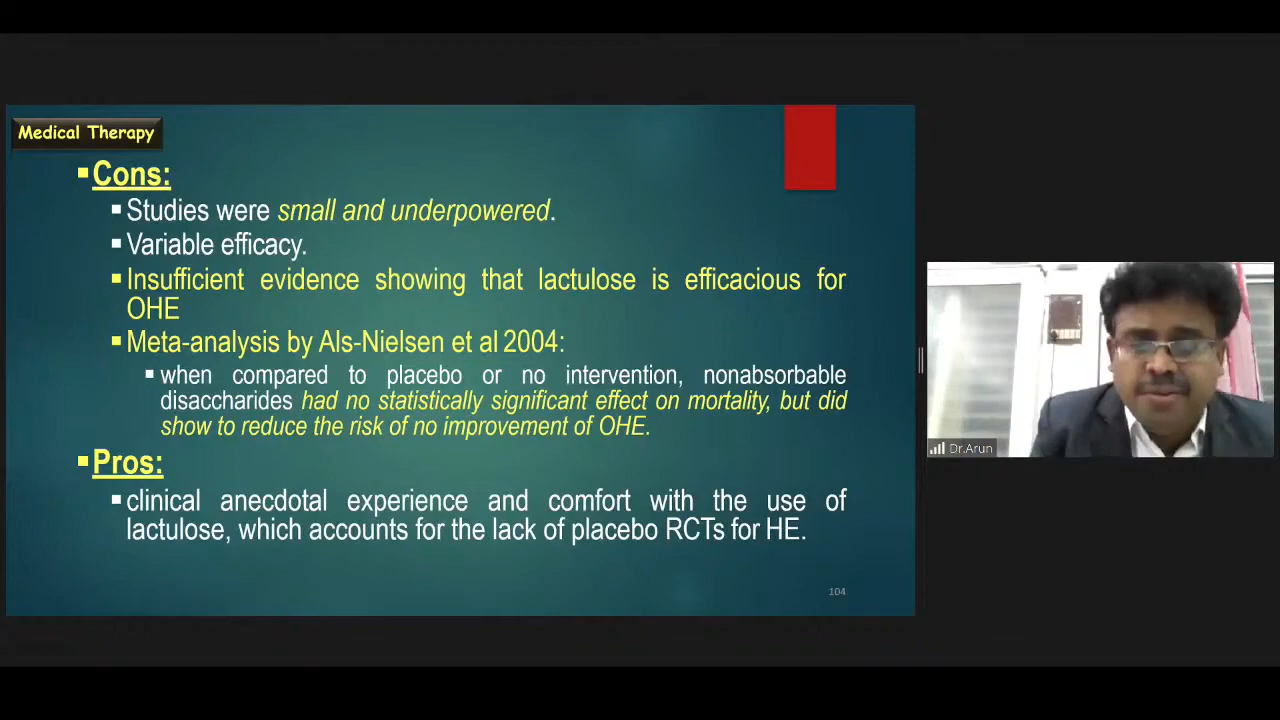 Medical Therapy
Cons:
Studies were small and underpowered.
Variable efficacy.
Insufficient evidence showing that lactulose is efficacious for
OHE
Meta-analysis by Als-Nielsen et al 2004:
when compared to placebo or no intervention, nonabsorbable
disaccharides had no statistically significant effect on mortality, but did
show to reduce the risk of no improvement of OHE.
Pros:
clinical anecdotal experience and comfort with the use of
lactulose, which accounts for the lack of placebo RCTs for HE.
104
Dr.Arun